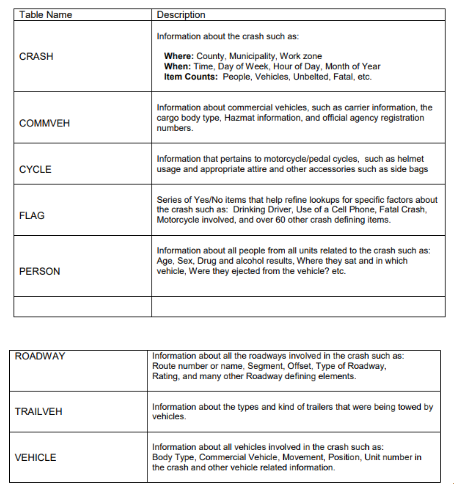 Table Name Description
Information about the crash such as:
Where: County, Municipality, Work zone
CRASH
When: Time, Day of Week, Hour of Day, Month of Year
Item Counts: People, Vehicles, Unbelted, Fatal, etc.
Information about commercial vehicles, such as carrier information, the
COMMVEH
cargo body type, Hazmat information, and official agency registration
numbers.
Information that pertains to motorcycle/pedal cycles, such as helmet
CYCLE
usage and appropriate attire and other accessories such as side bags
Series of Yes/No items that help refine lookups for specific factors about
FLAG
the crash such as: Drinking Driver, Use of a Cell Phone, Fatal Crash,
Motorcycle involved, and over 60 other crash defining items.
Information about all people from all units related to the crash such as:
PERSON
Age, Sex, Drug and alcohol results, Where they sat and in which
vehicle, Were they ejected from the vehicle? etc.
ROADWAY
Information about all the roadways involved in the crash such as:
Route number or name, Segment, Offset, Type of Roadway,
Rating, and many other Roadway defining elements.
TRAILVEH
Information about the types and kind of trailers that were being towed by
vehicles.
Information about all vehicles involved in the crash such as:
VEHICLE
Body Type, Commercial Vehicle, Movement, Position, Unit number in
the crash and other vehicle related information.